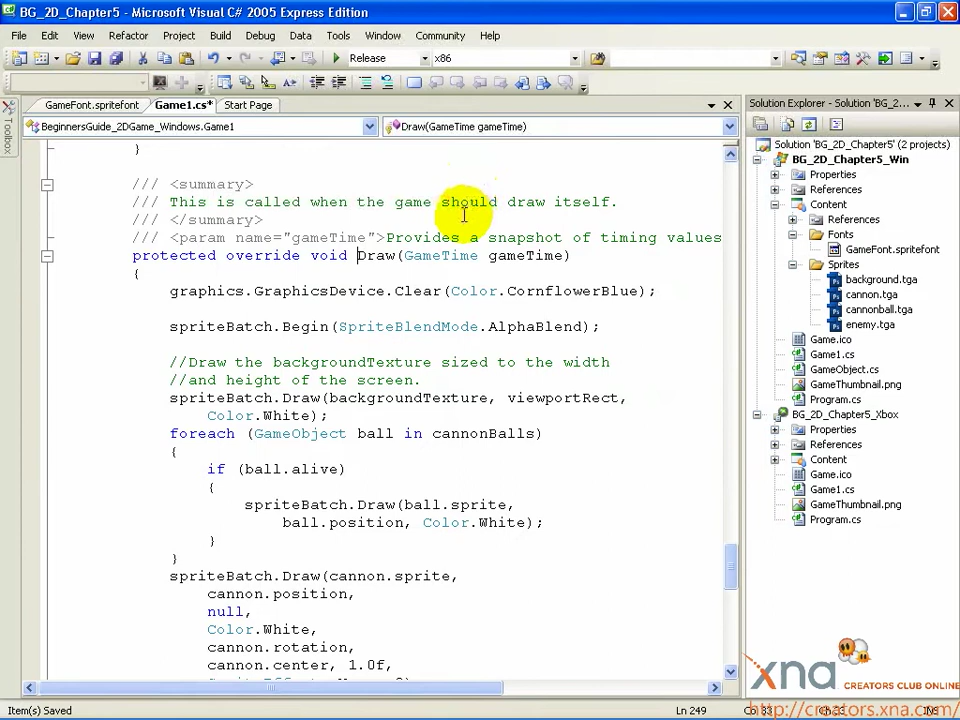 BG_2D_Chapter5 - Microsoft Visual C# 2005 Express Edition
File Edit View Refactor Project Build Debug Data Tools Window Community Help
Release x86
GameFont.spritefont Game1.cs* Start Page
Toolbox
BeginnersGuide_2DGame_Windows.Game1 Draw(GameTime gameTime)
}
/// <summary>
/// This is called when the game should draw itself.
/// </summary>
/// <param name="gameTime">Provides a snapshot of timing values
protected override void Draw(GameTime gameTime)
{
graphics.GraphicsDevice.Clear(Color.CornflowerBlue);
spriteBatch.Begin(SpriteBlendMode.AlphaBlend);
//Draw the backgroundTexture sized to the width
//and height of the screen.
spriteBatch.Draw(backgroundTexture, viewportRect,
Color.White);
foreach (GameObject ball in cannonBalls)
{
if (ball.alive)
{
spriteBatch.Draw(ball.sprite,
ball.position, Color.White);
}
}
spriteBatch.Draw(cannon.sprite,
cannon.position,
null,
Color.White,
cannon.rotation,
cannon.center, 1.0f,
Solution Explorer - Solution 'BG_2...
Solution 'BG_2D_Chapter5' (2 projects)
BG_2D_Chapter5_Win
Properties
References
Content
References
Fonts
GameFont.spritefont
Sprites
background.tga
cannon.tga
cannonball.tga
enemy.tga
Game.ico
Game1.cs
GameObject.cs
GameThumbnail.png
Program.cs
BG_2D_Chapter5_Xbox
Properties
References
Content
Game.ico
Game1.cs
GameThumbnail.png
Program.cs
xna CREATORS CLUB ONLINE
http://creators.xna.com/
Item(s) Saved Ln 249